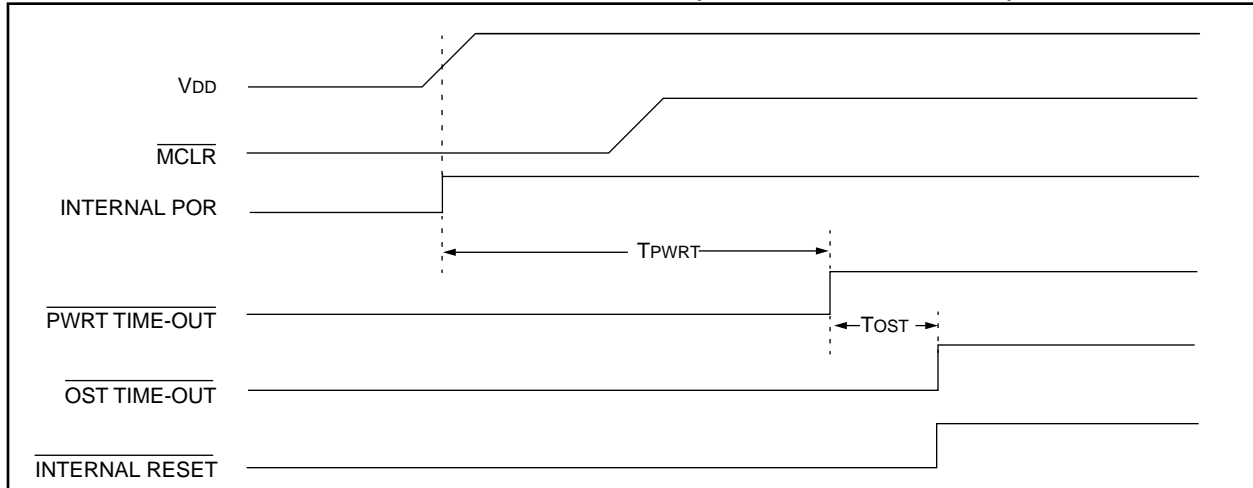 VDD
MCLR
INTERNAL POR
TPWRT
PWRT TIME-OUT
TOST
OST TIME-OUT
INTERNAL RESET